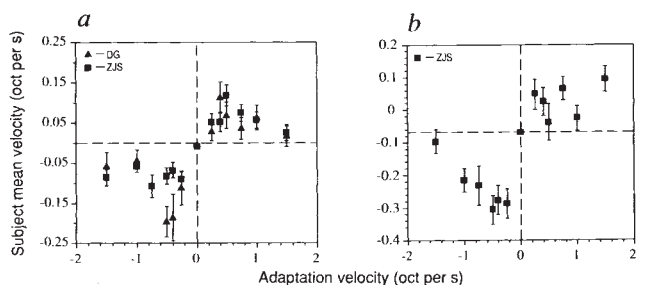 a
b
DG
ZJS
ZJS
0.25
0.15
0.05
-0.05
-0.15
-0.25
0.2
0.1
0
-0.1
-0.2
-0.3
-0.4
-2 -1 0 1 2
-2 -1 0 1 2
Subject mean velocity (oct per s)
Adaptation velocity (oct per s)